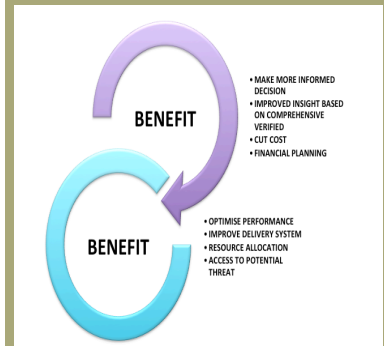 BENEFIT
• MAKE MORE INFORMED
DECISION
• IMPROVED INSIGHT BASED
ON COMPREHENSIVE
VERIFIED
• CUT COST
• FINANCIAL PLANNING
BENEFIT
• OPTIMISE PERFORMANCE
• IMPROVE DELIVERY SYSTEM
• RESOURCE ALLOCATION
• ACCESS TO POTENTIAL
THREAT